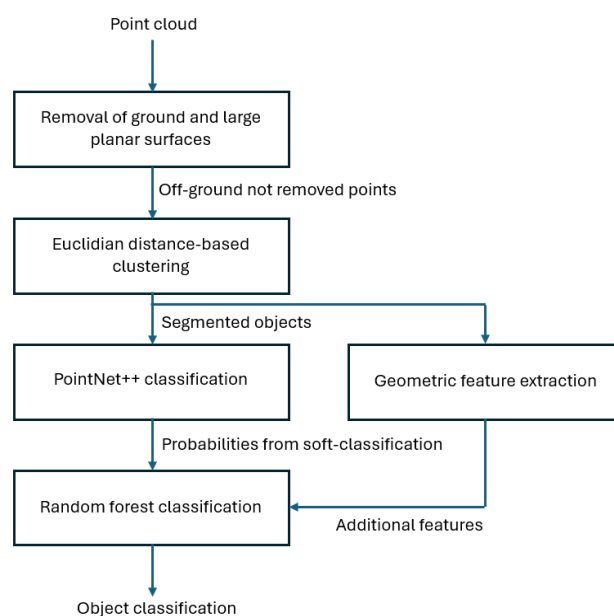 Point cloud
Removal of ground and large
planar surfaces
Off-ground not removed points
Euclidian distance-based
clustering
Segmented objects
PointNet++ classification
Geometric feature extraction
Probabilities from soft-classification
Random forest classification
Additional features
Object classification